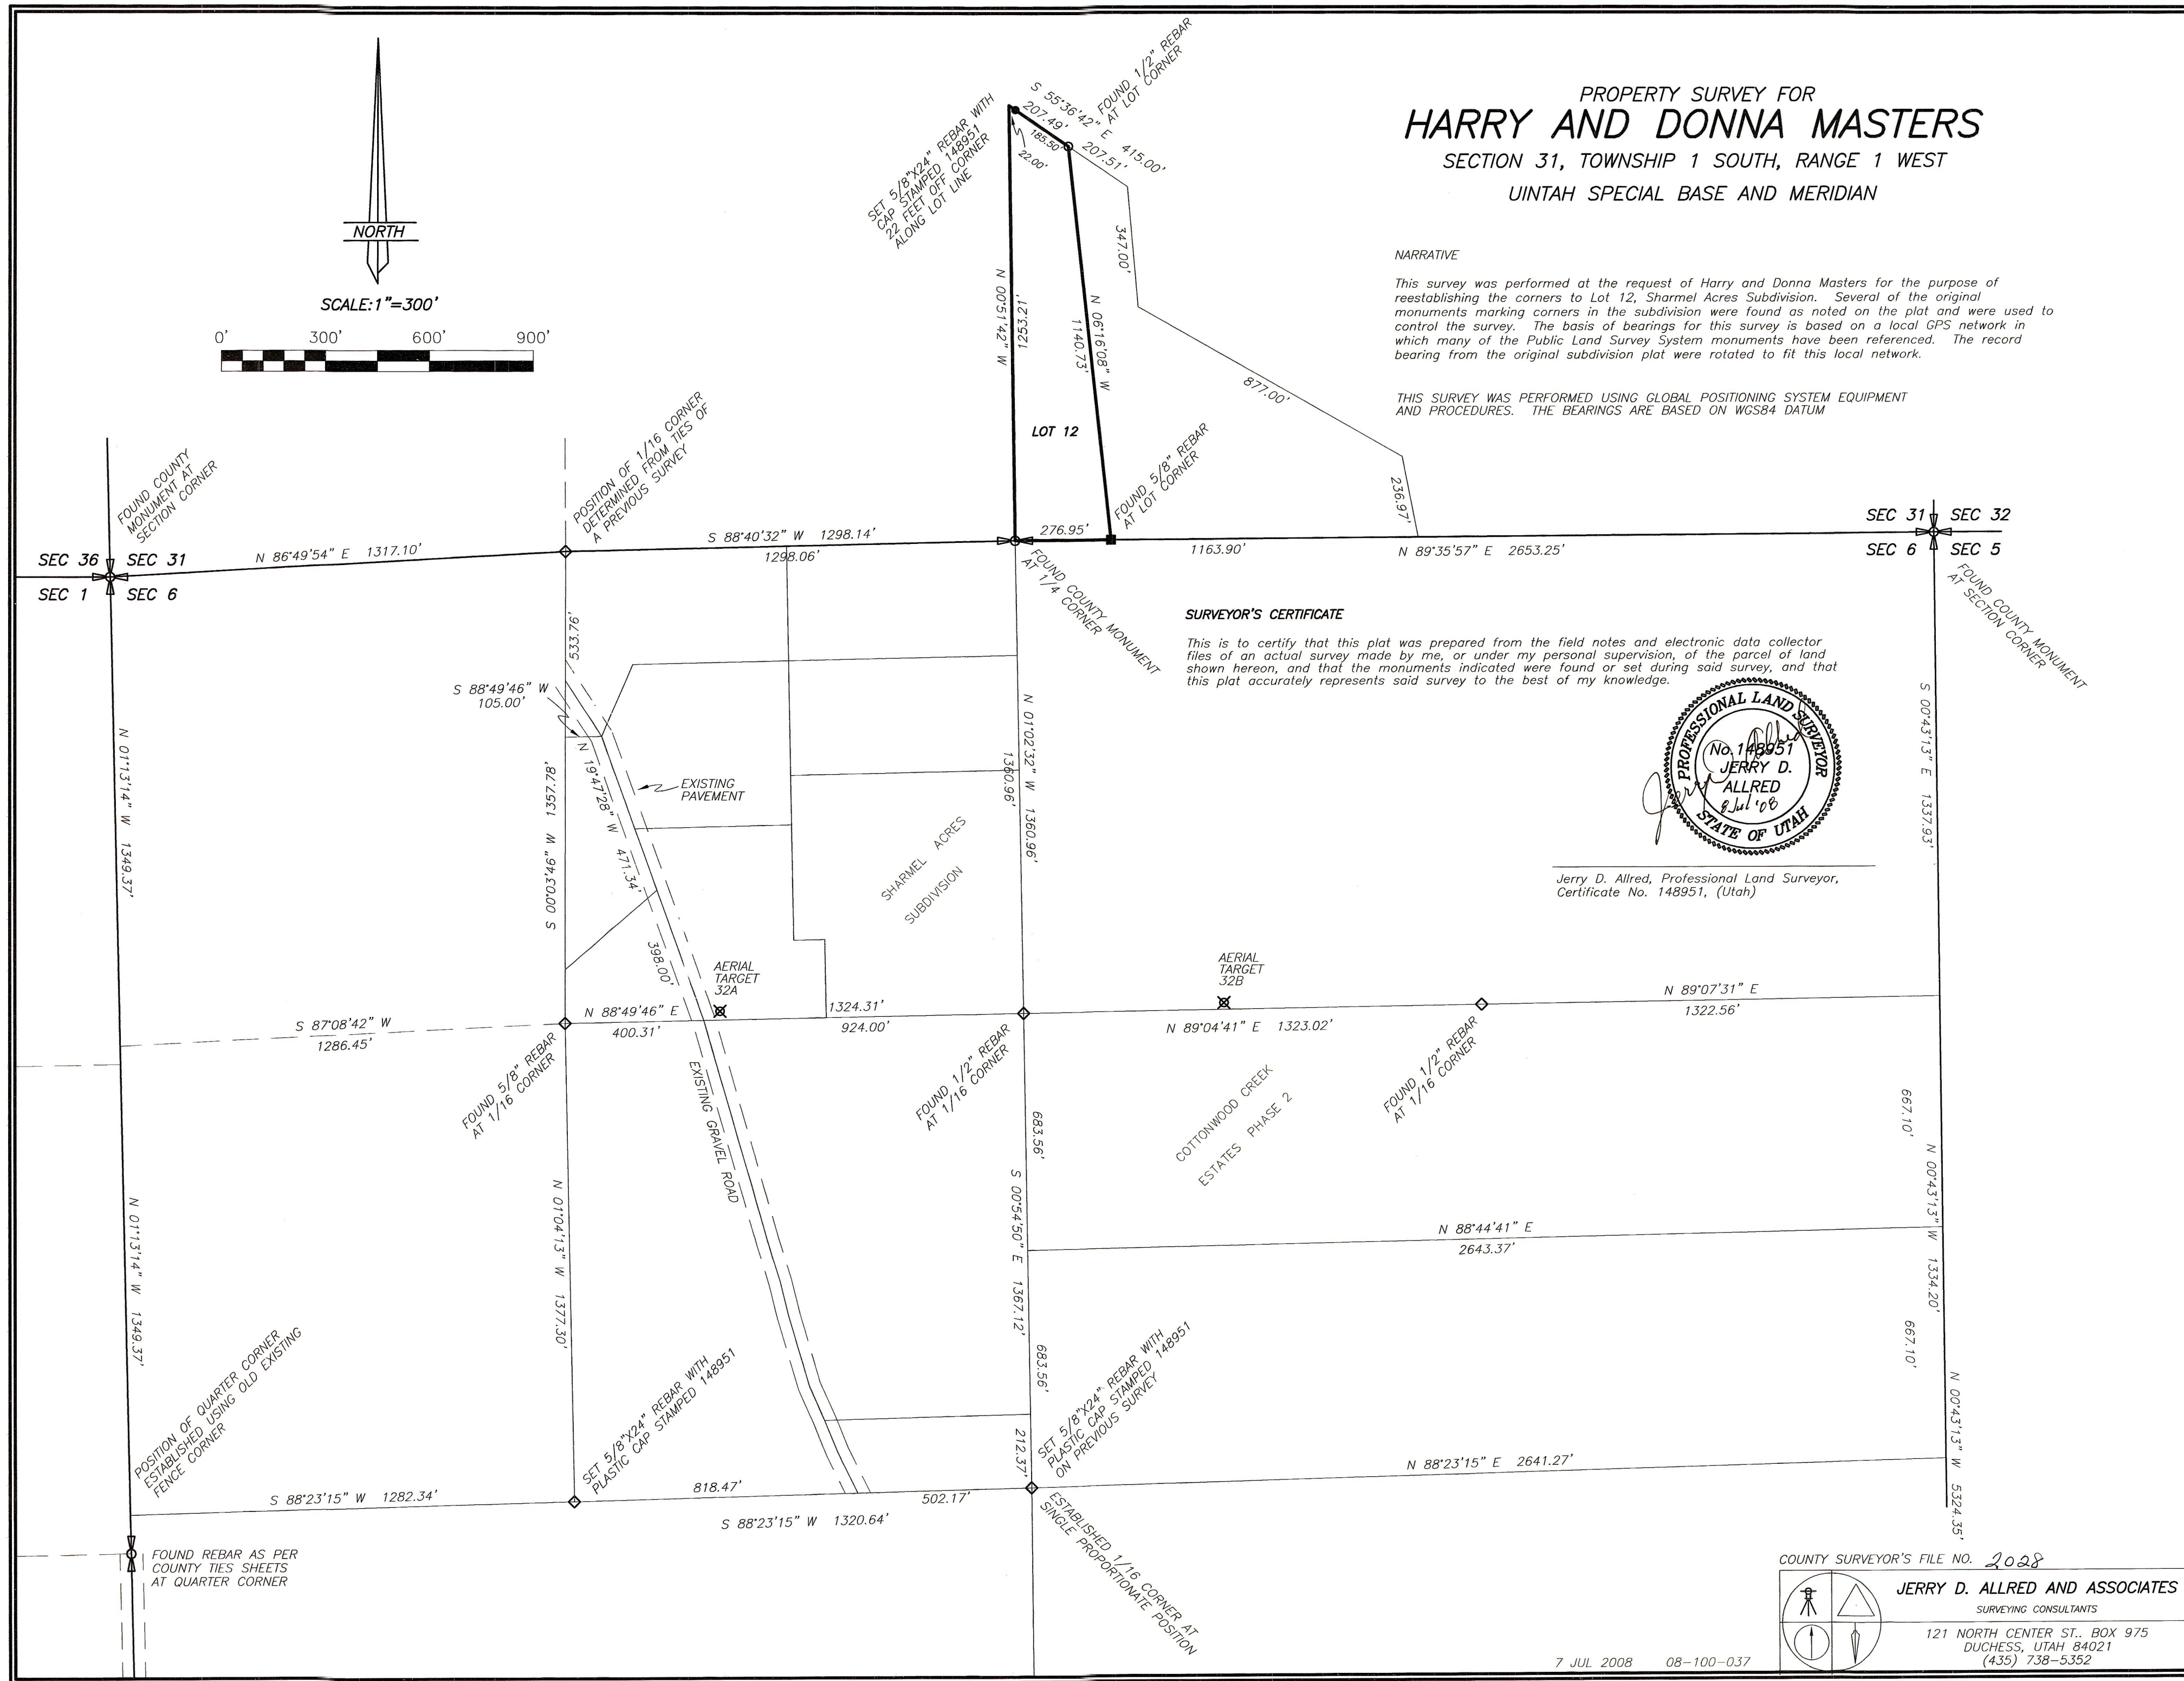 PROPERTY SURVEY FOR
HARRY AND DONNA MASTERS
SECTION 31, TOWNSHIP 1 SOUTH, RANGE 1 WEST
UINTAH SPECIAL BASE AND MERIDIAN
NORTH
SCALE:1"=300'
0' 300' 600' 900'
NARRATIVE
This survey was performed at the request of Harry and Donna Masters for the purpose of
reestablishing the corners to Lot 12, Sharmel Acres Subdivision. Several of the original
monuments marking corners in the subdivision were found as noted on the plat and were used to
control the survey. The basis of bearings for this survey is based on a local GPS network in
which many of the Public Land Survey System monuments have been referenced. The record
bearing from the original subdivision plat were rotated to fit this local network.
THIS SURVEY WAS PERFORMED USING GLOBAL POSITIONING SYSTEM EQUIPMENT
AND PROCEDURES. THE BEARINGS ARE BASED ON WGS84 DATUM
SET 5/8"X24" REBAR WITH
CAP STAMPED 148951
22 FEET OFF CORNER
ALONG LOT LINE
FOUND 1/2" REBAR
AT LOT CORNER
S 55°36'42" E 415.00'
207.49'
185.50'
22.00'
207.51'
347.00'
877.00'
236.97'
N 00°51'42" W
1253.21'
N 06°16'08" W
1140.73'
LOT 12
FOUND 5/8" REBAR
AT LOT CORNER
276.95'
1163.90'
N 89°35'57" E 2653.25'
SEC 31 SEC 32
SEC 6 SEC 5
FOUND COUNTY MONUMENT
AT SECTION CORNER
FOUND COUNTY
MONUMENT AT
SECTION CORNER
SEC 36 SEC 31
SEC 1 SEC 6
N 86°49'54" E 1317.10'
POSITION OF 1/16 CORNER
DETERMINED FROM TIES OF
A PREVIOUS SURVEY
S 88°40'32" W 1298.14'
1298.06'
FOUND COUNTY MONUMENT
AT 1/4 CORNER
SURVEYOR'S CERTIFICATE
This is to certify that this plat was prepared from the field notes and electronic data collector
files of an actual survey made by me, or under my personal supervision, of the parcel of land
shown hereon, and that the monuments indicated were found or set during said survey, and that
this plat accurately represents said survey to the best of my knowledge.
PROFESSIONAL LAND SURVEYOR
No. 148951
JERRY D.
ALLRED
8 Jul '08
STATE OF UTAH
Jerry D Allred
Jerry D. Allred, Professional Land Surveyor,
Certificate No. 148951, (Utah)
533.76'
S 88°49'46" W
105.00'
N 19°47'28" W 471.34'
398.00'
EXISTING
PAVEMENT
S 00°03'46" W 1357.78'
N 01°13'14" W 1349.37'
SHARMEL ACRES
SUBDIVISION
1360.96'
N 01°02'32" W 1360.96'
S 00°43'13" E 1337.93'
AERIAL
TARGET
32A
AERIAL
TARGET
32B
S 87°08'42" W
1286.45'
N 88°49'46" E
400.31'
1324.31'
924.00'
N 89°04'41" E 1323.02'
N 89°07'31" E
1322.56'
FOUND 5/8" REBAR
AT 1/16 CORNER
FOUND 1/2" REBAR
AT 1/16 CORNER
FOUND 1/2" REBAR
AT 1/16 CORNER
EXISTING GRAVEL ROAD
COTTONWOOD CREEK
ESTATES PHASE 2
N 01°13'14" W 1349.37'
N 01°04'13" W 1377.30'
683.56'
S 00°54'50" E 1367.12'
683.56'
212.37'
N 88°44'41" E
2643.37'
667.10'
N 00°43'13" W 1334.20'
667.10'
N 00°43'13" W 5324.35'
POSITION OF QUARTER CORNER
ESTABLISHED USING OLD EXISTING
FENCE CORNER
SET 5/8"X24" REBAR WITH
PLASTIC CAP STAMPED 148951
SET 5/8"X24" REBAR WITH
PLASTIC CAP STAMPED 148951
ON PREVIOUS SURVEY
S 88°23'15" W 1282.34'
818.47'
502.17'
S 88°23'15" W 1320.64'
N 88°23'15" E 2641.27'
ESTABLISHED 1/16 CORNER AT
SINGLE PROPORTIONATE POSITION
FOUND REBAR AS PER
COUNTY TIES SHEETS
AT QUARTER CORNER
COUNTY SURVEYOR'S FILE NO. 2028
JERRY D. ALLRED AND ASSOCIATES
SURVEYING CONSULTANTS
121 NORTH CENTER ST.. BOX 975
DUCHESS, UTAH 84021
(435) 738-5352
7 JUL 2008 08-100-037